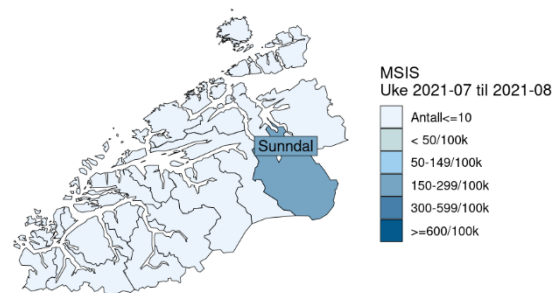 MSIS
Uke 2021-07 til 2021-08
Antall<=10
< 50/100k
50-149/100k
150-299/100k
300-599/100k
>=600/100k
Sunndal